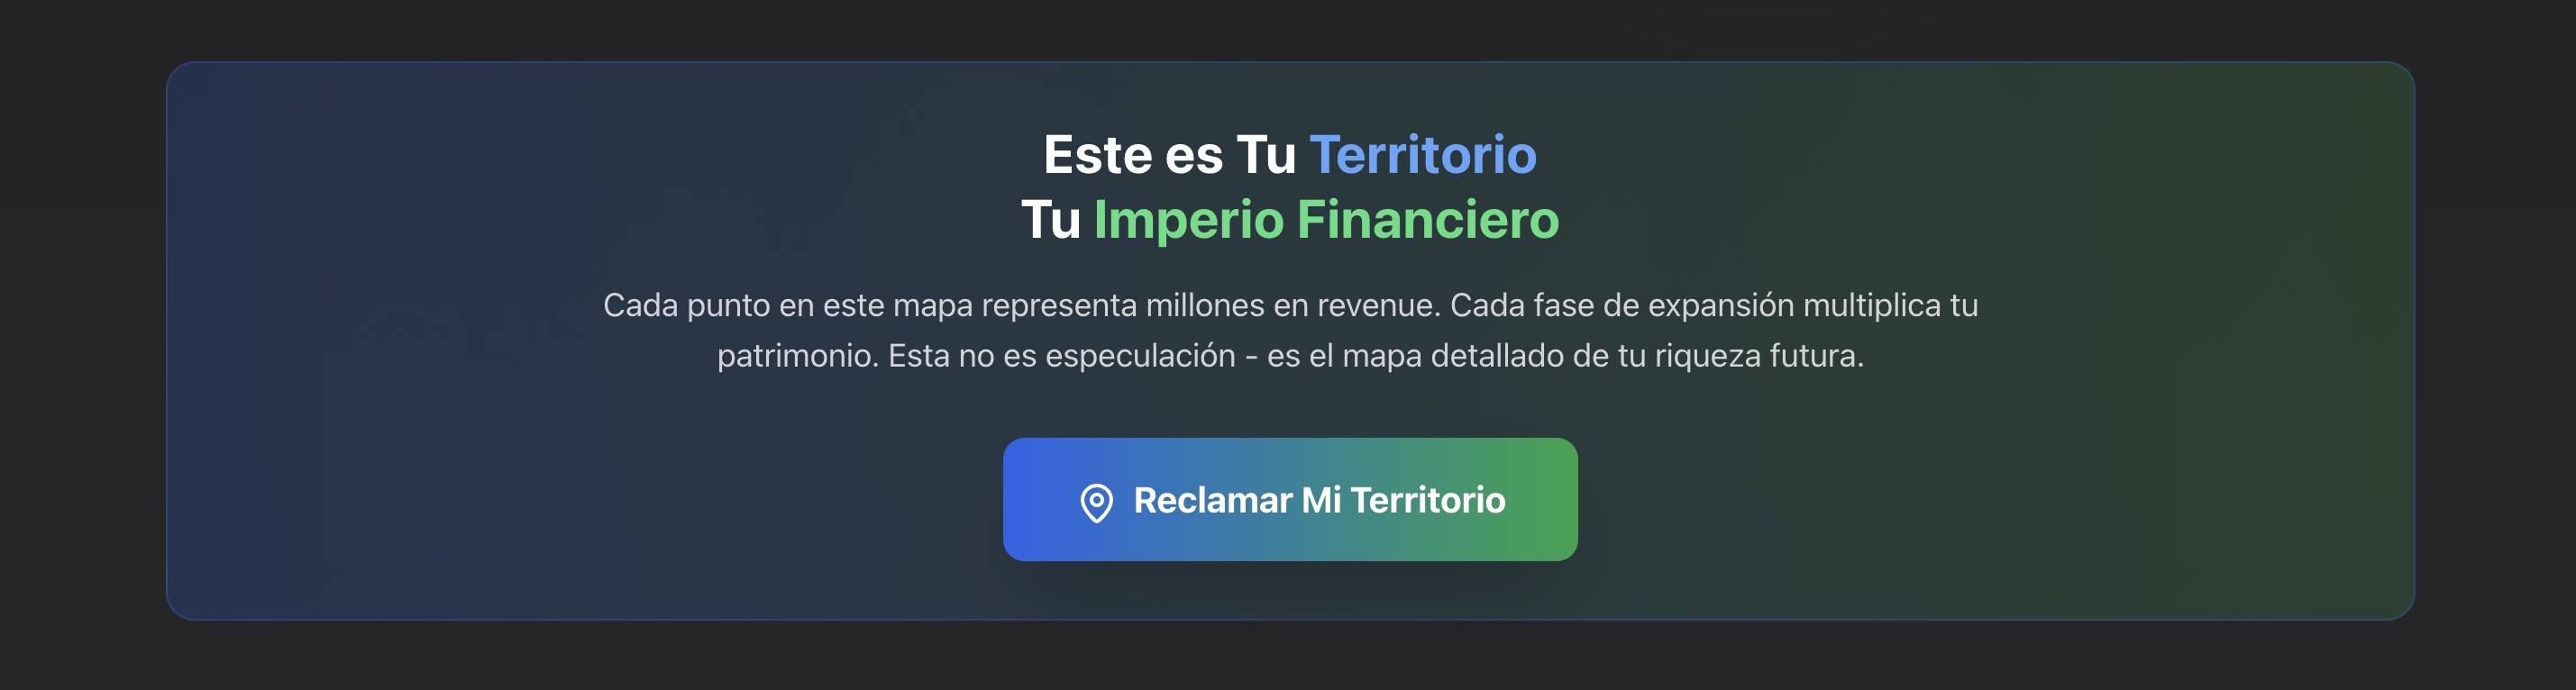 Este es Tu Territorio
Tu Imperio Financiero
Cada punto en este mapa representa millones en revenue. Cada fase de expansión multiplica tu
patrimonio. Esta no es especulación - es el mapa detallado de tu riqueza futura.
Reclamar Mi Territorio